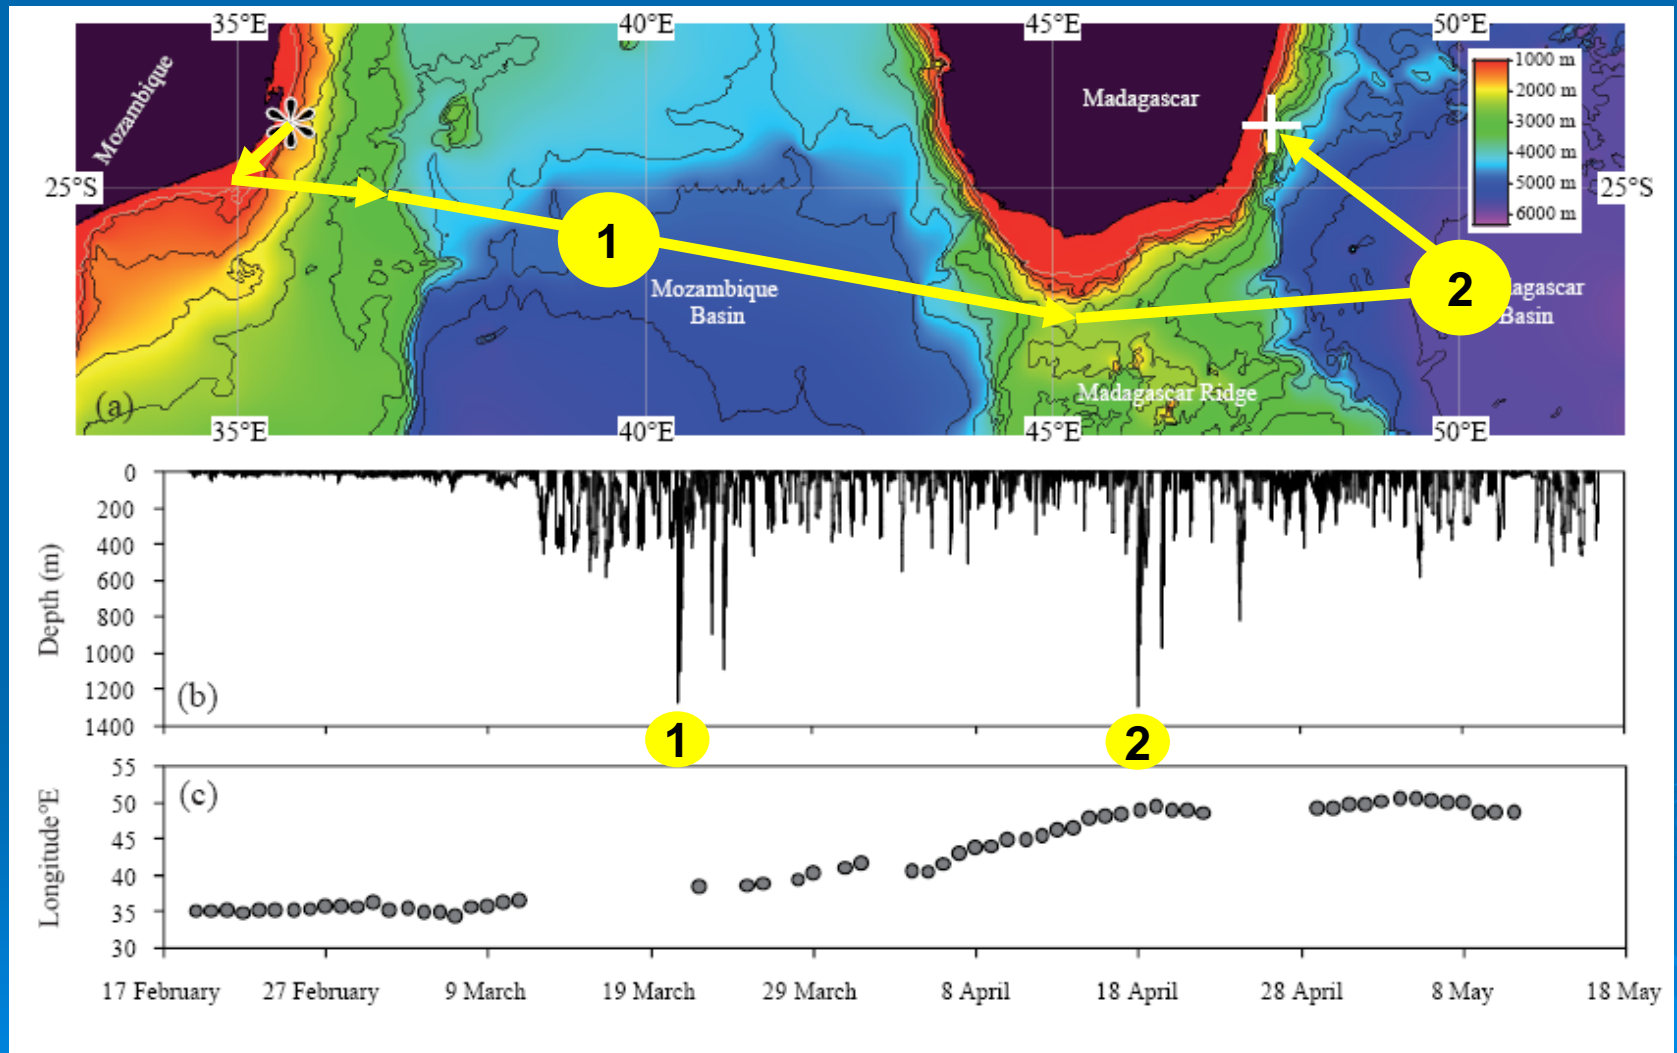 35°E
40°E
45°E
50°E
Mozambique
Madagascar
1000 m
2000 m
3000 m
4000 m
5000 m
6000 m
25°S
25°S
1
2
Mozambique
Basin
agascar
Basin
Madagascar Ridge
(a)
35°E
40°E
45°E
50°E
0
200
400
600
800
1000
1200
1400
Depth (m)
(b)
1
2
55
50
45
40
35
30
Longitude°E
(c)
17 February
27 February
9 March
19 March
29 March
8 April
18 April
28 April
8 May
18 May